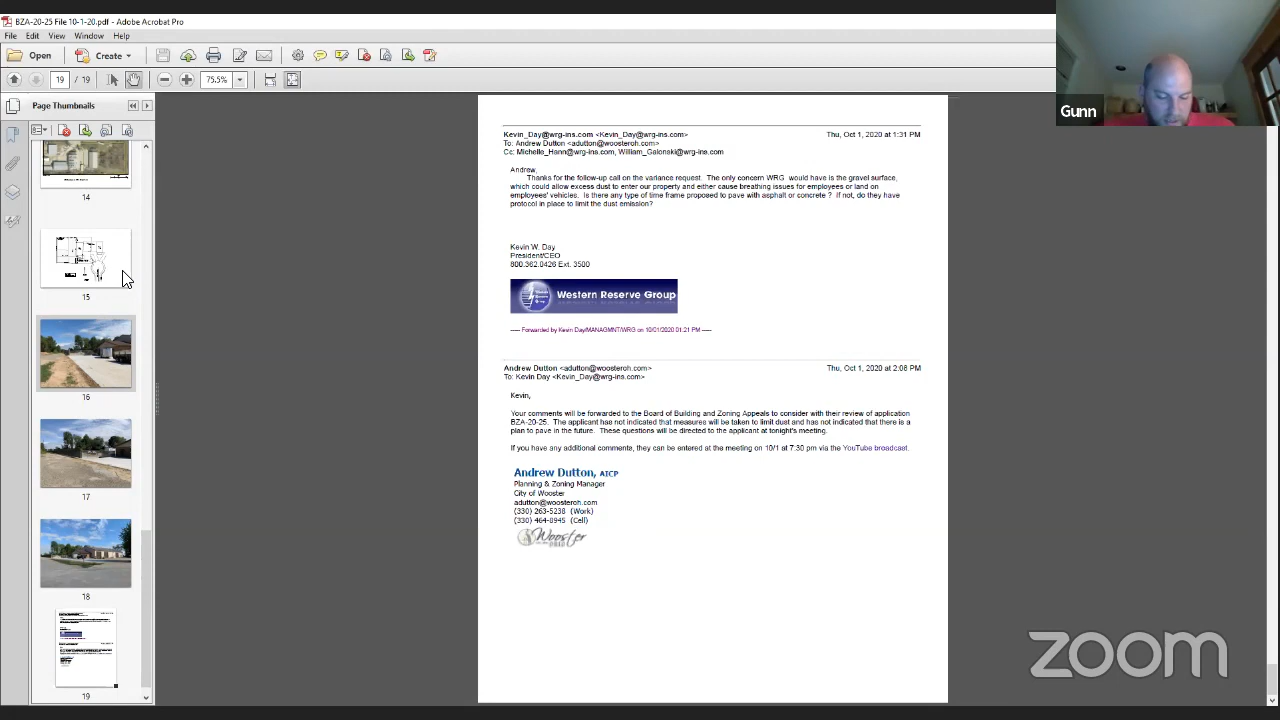 BZA-20-25 File 10-1-20.pdf - Adobe Acrobat Pro
File Edit View Window Help
Open Create
19 / 19 75.5%
Page Thumbnails
14
15
16
17
18
19
Kevin_Day@wrg-ins.com <Kevin_Day@wrg-ins.com> Thu, Oct 1, 2020 at 1:31 PM
To: Andrew Dutton <adutton@woosteroh.com>
Cc: Michelle_Hann@wrg-ins.com, William_Galonski@wrg-ins.com
Andrew,
Thanks for the follow-up call on the variance request. The only concern WRG would have is the gravel surface,
which could allow excess dust to enter our property and either cause breathing issues for employees or land on
employees' vehicles. Is there any type of time frame proposed to pave with asphalt or concrete ? If not, do they have
protocol in place to limit the dust emission?
Kevin W. Day
President/CEO
800.362.0426 Ext. 3500
Western Reserve Group
----- Forwarded by Kevin Day/MANAGMNT/WRG on 10/01/2020 01:21 PM -----
Andrew Dutton <adutton@woosteroh.com> Thu, Oct 1, 2020 at 2:08 PM
To: Kevin Day <Kevin_Day@wrg-ins.com>
Kevin,
Your comments will be forwarded to the Board of Building and Zoning Appeals to consider with their review of application
BZA-20-25. The applicant has not indicated that measures will be taken to limit dust and has not indicated that there is a
plan to pave in the future. These questions will be directed to the applicant at tonight's meeting.
If you have any additional comments, they can be entered at the meeting on 10/1 at 7:30 pm via the YouTube broadcast.
Andrew Dutton, AICP
Planning & Zoning Manager
City of Wooster
adutton@woosteroh.com
(330) 263-5238 (Work)
(330) 464-8945 (Cell)
Wooster
Gunn
zoom